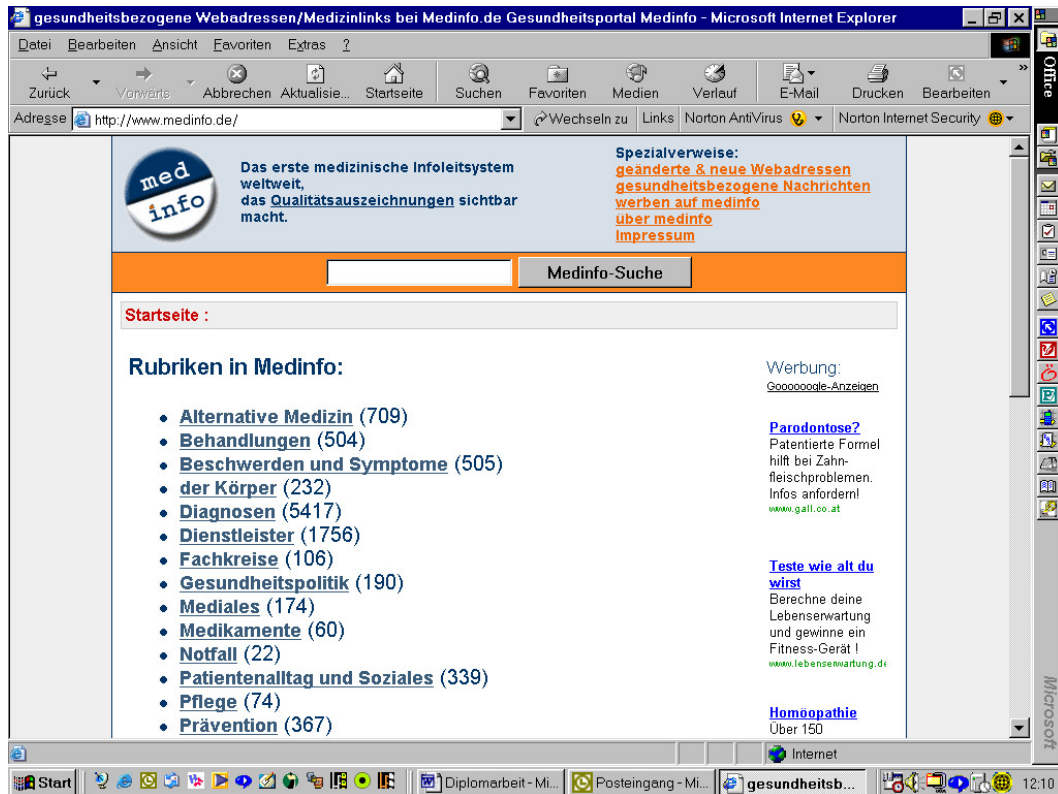 gesundheitsbezogene Webadressen/Medizinlinks bei Medinfo.de Gesundheitsportal Medinfo - Microsoft Internet Explorer
Datei Bearbeiten Ansicht Favoriten Extras ?
Zurück Vorwärts Abbrechen Aktualisie... Startseite Suchen Favoriten Medien Verlauf E-Mail Drucken Bearbeiten »
Adresse http://www.medinfo.de/ Wechseln zu Links Norton AntiVirus Norton Internet Security
Office
med
info
Das erste medizinische Infoleitsystem
weltweit,
das Qualitätsauszeichnungen sichtbar
macht.
Spezialverweise:
geänderte & neue Webadressen
gesundheitsbezogene Nachrichten
werben auf medinfo
über medinfo
Impressum
Medinfo-Suche
Startseite :
Rubriken in Medinfo:
Alternative Medizin (709)
Behandlungen (504)
Beschwerden und Symptome (505)
der Körper (232)
Diagnosen (5417)
Dienstleister (1756)
Fachkreise (106)
Gesundheitspolitik (190)
Mediales (174)
Medikamente (60)
Notfall (22)
Patientenalltag und Soziales (339)
Pflege (74)
Prävention (367)
Werbung:
Goooooogle-Anzeigen
Parodontose?
Patentierte Formel
hilft bei Zahn-
fleischproblemen.
Infos anfordern!
www.gall.co.at
Teste wie alt du
wirst
Berechne deine
Lebenserwartung
und gewinne ein
Fitness-Gerät !
www.lebenserwartung.de
Homöopathie
Über 150
Microsoft
Internet
Start Diplomarbeit - Mi... Posteingang - Mi... gesundheitsb... 12:10